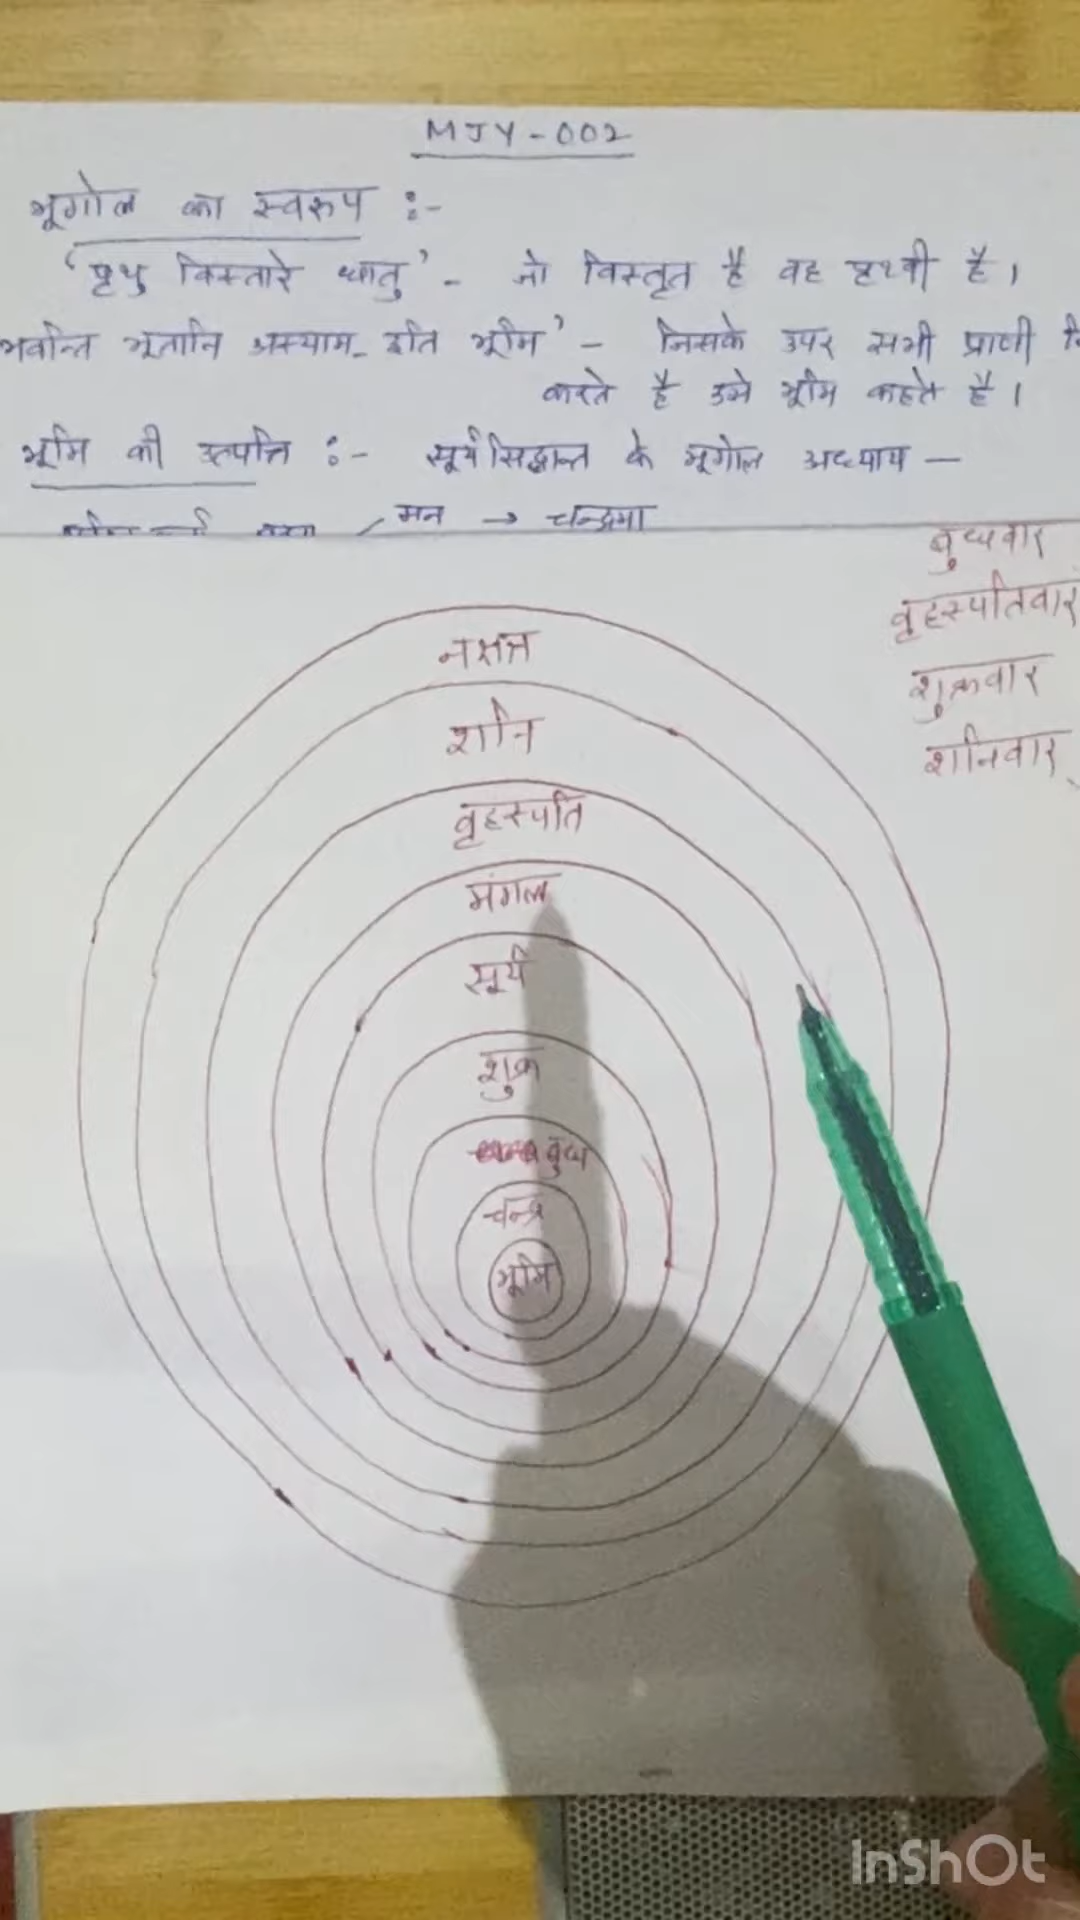 MJY-002
भूगोल का स्वरुप :-
'पृथु विस्तारे धातु' - जो विस्तृत है वह पृथ्वी है।
भवन्ति भूतानि अस्याम् इति भूमि' - जिसके उपर सभी प्राणी
करते है उसे भूमि कहते है।
भूमि की उत्पत्ति :- सूर्यसिद्धान्त के भूगोल अध्याय —
मन → चन्द्रमा
बुधवार
वृहस्पतिवार
शुक्रवार
शनिवार
नक्षत्र
शनि
वृहस्पति
मंगल
सूर्य
शुक्र
बुध
चन्द्र
भूमि
InShOt